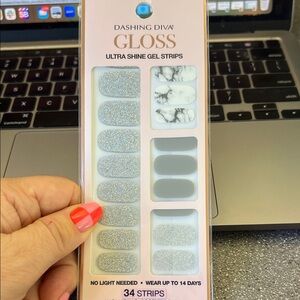 DASHING DIVA®
GLOSS
ULTRA SHINE GEL STRIPS
NO LIGHT NEEDED • WEAR UP TO 14 DAYS
34 STRIPS